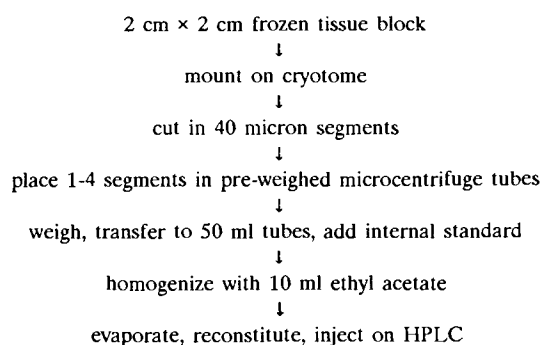 2 cm × 2 cm frozen tissue block
↓
mount on cryotome
↓
cut in 40 micron segments
↓
place 1-4 segments in pre-weighed microcentrifuge tubes
↓
weigh, transfer to 50 ml tubes, add internal standard
↓
homogenize with 10 ml ethyl acetate
↓
evaporate, reconstitute, inject on HPLC